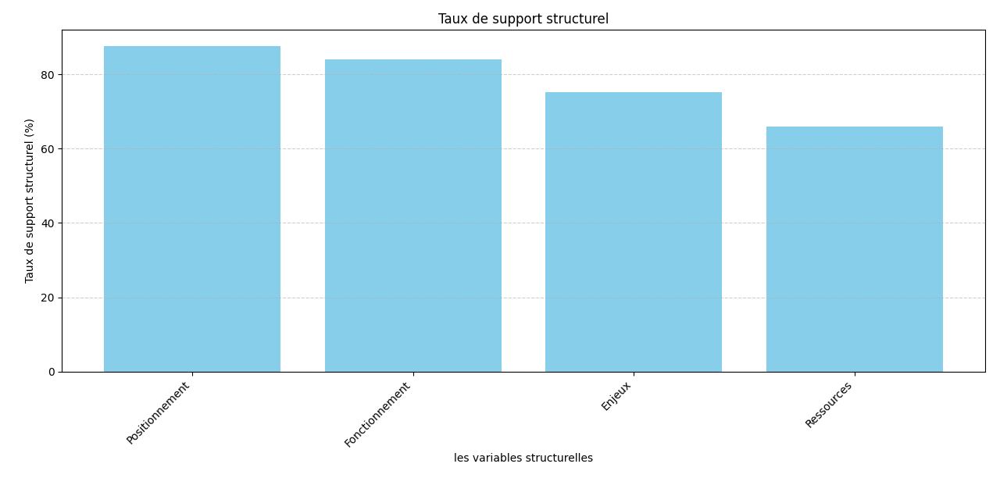 Taux de support structurel
Taux de support structurel (%)
80
60
40
20
0
Positionnement
Fonctionnement
Enjeux
Ressources
les variables structurelles